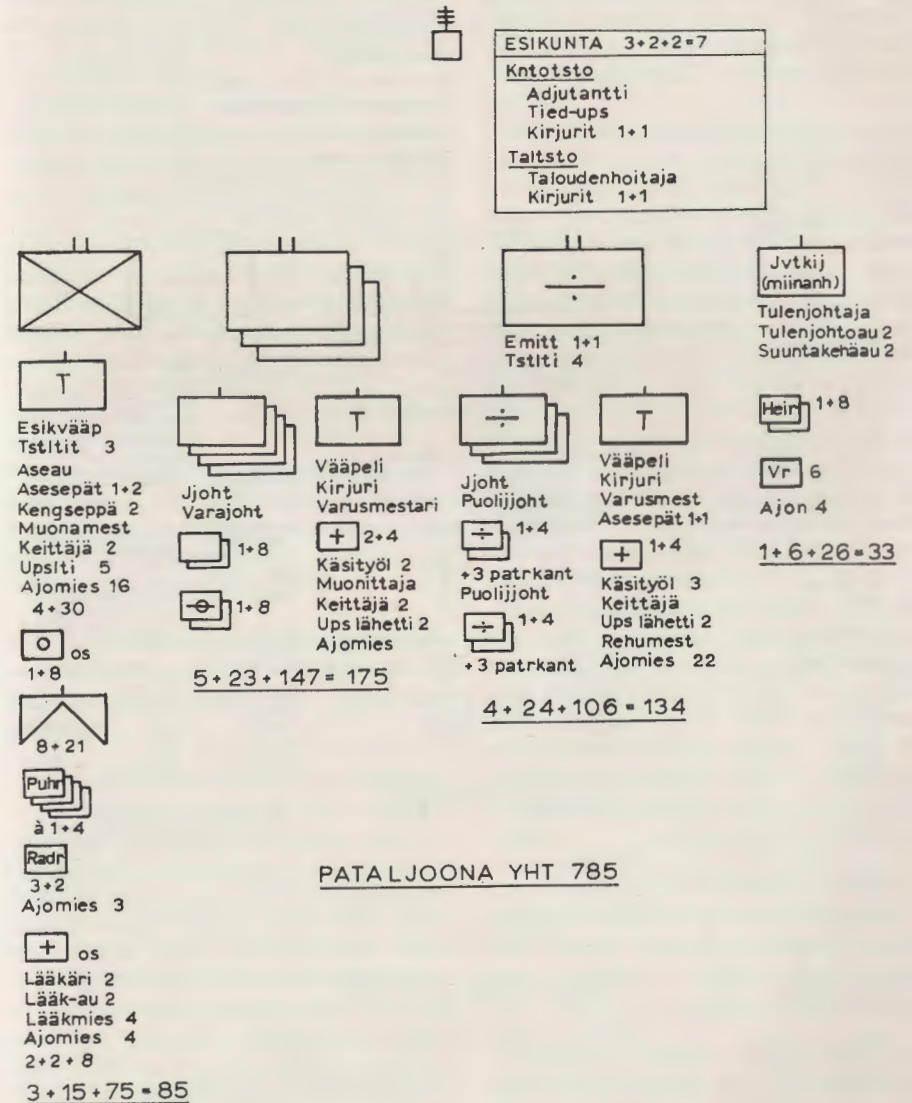 ESIKUNTA 3+2+2=7
Kntotsto
Adjutantti
Tied-ups
Kirjurit 1+1
Taltsto
Taloudenhoitaja
Kirjurit 1+1
T
Esikvääp
Tstltit 3
Aseau
Asesepät 1+2
Kengseppä 2
Muonamest
Keittäjä 2
Upslti 5
Ajomies 16
4+30
os
1+8
8+21
Puhr
à 1+4
Radr
3+2
Ajomies 3
os
Lääkäri 2
Lääk-au 2
Lääkmies 4
Ajomies 4
2+2+8
3+15+75=85
Jjoht
Varajoht
1+8
1+8
T
Vääpeli
Kirjuri
Varusmestari
2+4
Käsityöl 2
Muonittaja
Keittäjä 2
Ups lähetti 2
Ajomies
5+23+147=175
Emitt 1+1
Tstlti 4
Jjoht
Puolijjoht
1+4
+3 patrkant
Puolijjoht
1+4
+3 patrkant
T
Vääpeli
Kirjuri
Varusmest
Asesepät 1+1
1+4
Käsityöl 3
Keittäjä
Ups lähetti 2
Rehumest
Ajomies 22
4+24+106=134
Jvtkij
(miinanh)
Tulenjohtaja
Tulenjohtoau 2
Suuntakehäau 2
Heir 1+8
Vr 6
Ajon 4
1+6+26=33
PATALJOONA YHT 785